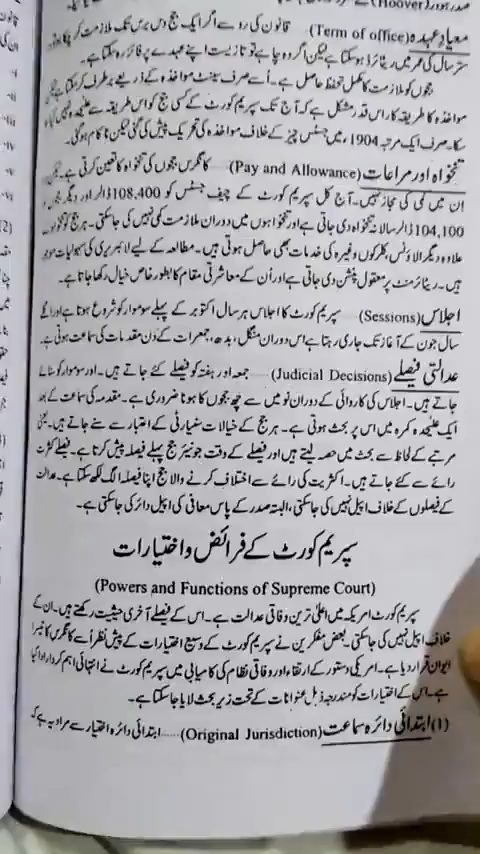 صدر ہوور (Hoover) کے
میعادِ عہدہ (Term of office) قانون کی رو سے اگر ایک جج دس برس تک ملازمت کر چکا ہو تو
ستر سال کی عمر میں ریٹائرڈ ہو سکتا ہے لیکن اگر وہ چاہے تو تازیست اپنے عہدے پر فائز رہ سکتا ہے۔
ججوں کو ملازمت کا مکمل تحفظ حاصل ہے۔ اُسے صرف سینٹ مواخذہ کے ذریعے برطرف کر سکتا ہے لیکن
مواخذہ کا طریقہ کار اس قدر مشکل ہے کہ آج تک سپریم کورٹ کے کسی جج کو اس طریقہ سے علیحدہ نہیں کیا جا
سکا۔ صرف ایک مرتبہ 1904ء میں جسٹس چیز کے خلاف مواخذہ کی تحریک پیش کی گئی لیکن ناکام ہو گئی۔
تنخواہ اور مراعات (Pay and Allowance) ..... کانگرس ججوں کی تنخواہ کا تعین کرتی ہے۔ لیکن
ان میں کمی کی مجاز نہیں۔ آج کل سپریم کورٹ کے چیف جسٹس کو 108,400 ڈالر اور دیگر ججوں کو
104,100 ڈالر سالانہ تنخواہ دی جاتی ہے اور تنخواہوں میں دوران ملازمت کمی نہیں کی جا سکتی۔ ہر جج کو تنخواہ کے
علاوہ دیگر الاؤنس، کلرکوں وغیرہ کی خدمات بھی حاصل ہوتی ہیں۔ مطالعہ کے لیے لائبریری کی سہولیات موجود
ہیں۔ ریٹائرمنٹ پر معقول پنشن دی جاتی ہے اور اُن کے معاشرتی مقام کا بطور خاص خیال رکھا جاتا ہے۔
اجلاس (Sessions) ..... سپریم کورٹ کا اجلاس ہر سال اکتوبر کے پہلے سوموار کو شروع ہوتا ہے اور اگلے
سال جون کے آغاز تک جاری رہتا ہے اس دوران منگل، بدھ، جمعرات کے دن مقدمات کی سماعت ہوتی ہے۔
عدالتی فیصلے (Judicial Decisions) ..... جمعہ اور ہفتہ کو فیصلے کئے جاتے ہیں۔ اور سوموار کو سنائے
جاتے ہیں۔ اجلاس کی کاروائی کے دوران نو میں سے چھ ججوں کا ہونا ضروری ہے۔ مقدمہ کی سماعت کے بعد
ایک علیحدہ کمرہ میں اس پر بحث ہوتی ہے۔ ہر جج کے خیالات سنیارٹی کے اعتبار سے سنے جاتے ہیں۔ یعنی
مرتبے کے لحاظ سے بحث میں حصہ لیتے ہیں اور فیصلے کے وقت جونیئر جج پہلے فیصلہ پیش کرتا ہے۔ فیصلے کثرت
رائے سے کئے جاتے ہیں۔ اکثریت کی رائے سے اختلاف کرنے والا جج اپنا فیصلہ الگ لکھ سکتا ہے۔ عدالت
کے فیصلوں کے خلاف اپیل نہیں کی جا سکتی، البتہ صدر کے پاس معافی کی اپیل دائر کی جا سکتی ہے۔
سپریم کورٹ کے فرائض و اختیارات
(Powers and Functions of Supreme Court)
سپریم کورٹ امریکہ میں اعلیٰ ترین وفاقی عدالت ہے۔ اس کے فیصلے آخری حیثیت رکھتے ہیں۔ ان کے
خلاف اپیل نہیں کی جا سکتی۔ بعض مفکرین نے سپریم کورٹ کے وسیع اختیارات کے پیش نظر اُسے کانگرس کا تیسرا
ایوان قرار دیا ہے۔ امریکی دستور کے ارتقاء اور وفاقی نظام کی کامیابی میں سپریم کورٹ نے انتہائی اہم کردار ادا کیا
ہے۔ اس کے اختیارات کو مندرجہ ذیل عنوانات کے تحت زیر بحث لایا جا سکتا ہے۔
(1) ابتدائی دائرہ سماعت (Original Jurisdiction) ..... ابتدائی دائرہ اختیار سے مراد یہ ہے کہ